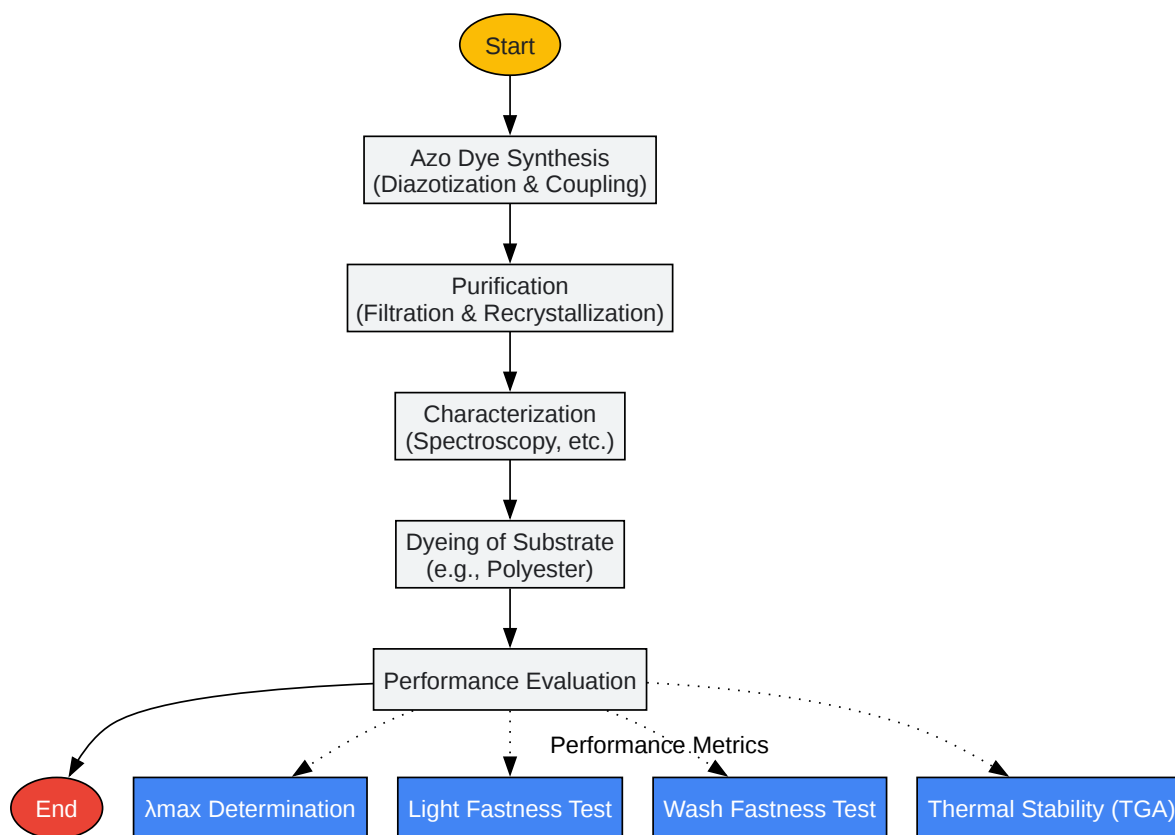 Start
Azo Dye Synthesis
(Diazotization & Coupling)
Purification
(Filtration & Recrystallization)
Characterization
(Spectroscopy, etc.)
Dyeing of Substrate
(e.g., Polyester)
Performance Evaluation
Performance Metrics
End
λmax Determination
Light Fastness Test
Wash Fastness Test
Thermal Stability (TGA)